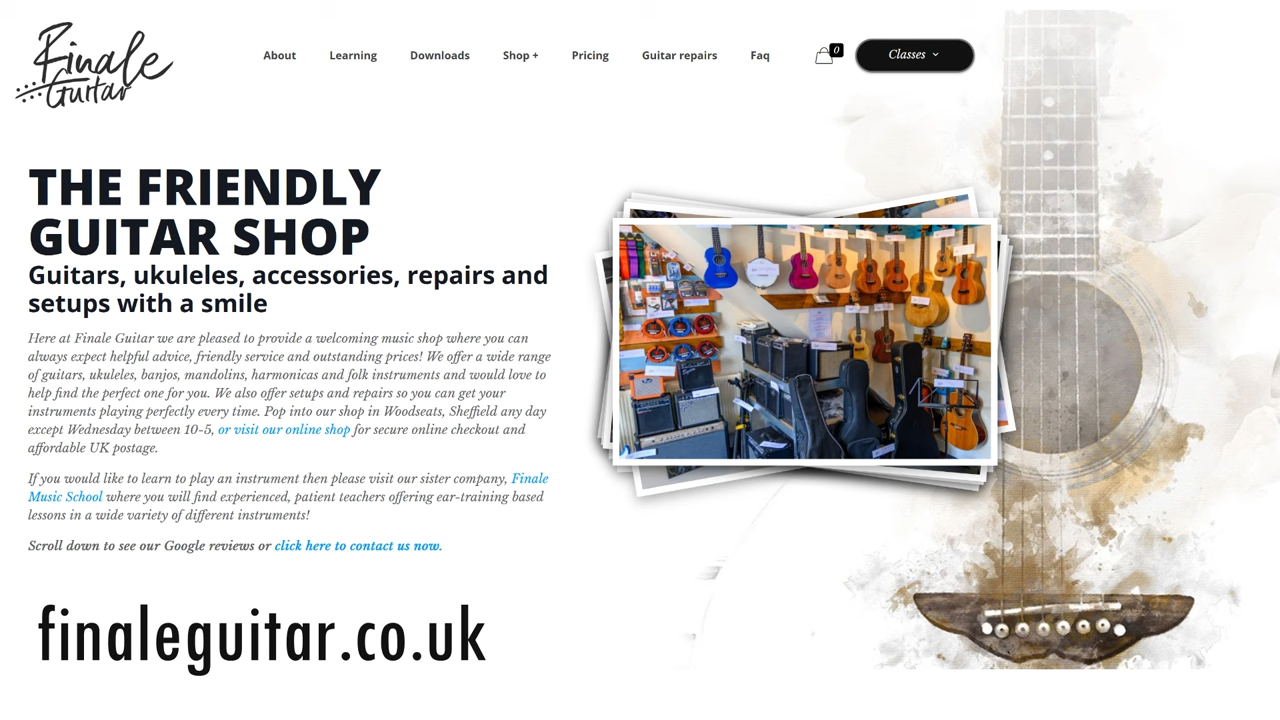 Finale
Guitar
About
Learning
Downloads
Shop +
Pricing
Guitar repairs
Faq
0
Classes
THE FRIENDLY
GUITAR SHOP
Guitars, ukuleles, accessories, repairs and
setups with a smile
Here at Finale Guitar we are pleased to provide a welcoming music shop where you can
always expect helpful advice, friendly service and outstanding prices! We offer a wide range
of guitars, ukuleles, banjos, mandolins, harmonicas and folk instruments and would love to
help find the perfect one for you. We also offer setups and repairs so you can get your
instruments playing perfectly every time. Pop into our shop in Woodseats, Sheffield any day
except Wednesday between 10-5, or visit our online shop for secure online checkout and
affordable UK postage.
If you would like to learn to play an instrument then please visit our sister company, Finale
Music School where you will find experienced, patient teachers offering ear-training based
lessons in a wide variety of different instruments!
Scroll down to see our Google reviews or click here to contact us now.
finaleguitar.co.uk